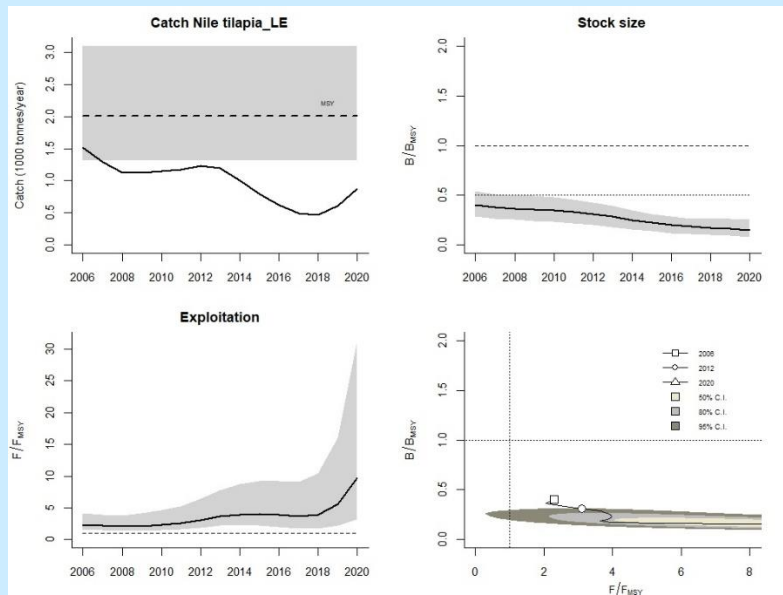 Catch Nile tilapia_LE
Catch (1000 tonnes/year)
3.0
2.5
2.0
1.5
1.0
0.5
0.0
MSY
2006 2008 2010 2012 2014 2016 2018 2020
Stock size
B/BMSY
2.0
1.5
1.0
0.5
0.0
2006 2008 2010 2012 2014 2016 2018 2020
Exploitation
F/FMSY
30
25
20
15
10
5
0
2006 2008 2010 2012 2014 2016 2018 2020
B/BMSY
2.0
1.5
1.0
0.5
0.0
2006
2012
2020
50% C.I.
80% C.I.
95% C.I.
0 2 4 6 8
F/FMSY